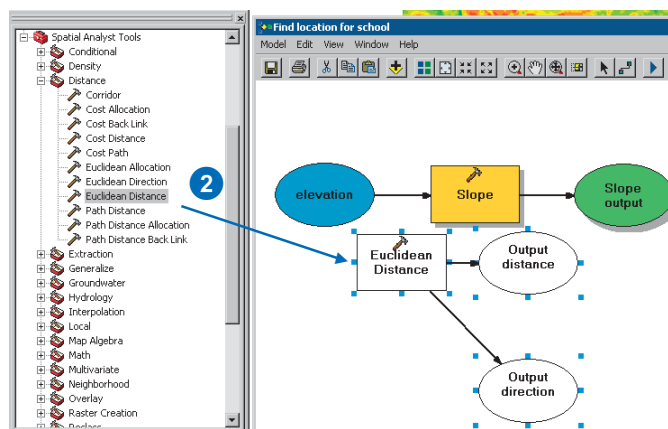 Spatial Analyst Tools
Conditional
Density
Distance
Corridor
Cost Allocation
Cost Back Link
Cost Distance
Cost Path
Euclidean Allocation
Euclidean Direction
Euclidean Distance
Path Distance
Path Distance Allocation
Path Distance Back Link
Extraction
Generalize
Groundwater
Hydrology
Interpolation
Local
Map Algebra
Math
Multivariate
Neighborhood
Overlay
Raster Creation
Reclass
2
Find location for school
Model Edit View Window Help
elevation
Slope
Slope
output
Euclidean
Distance
Output
distance
Output
direction